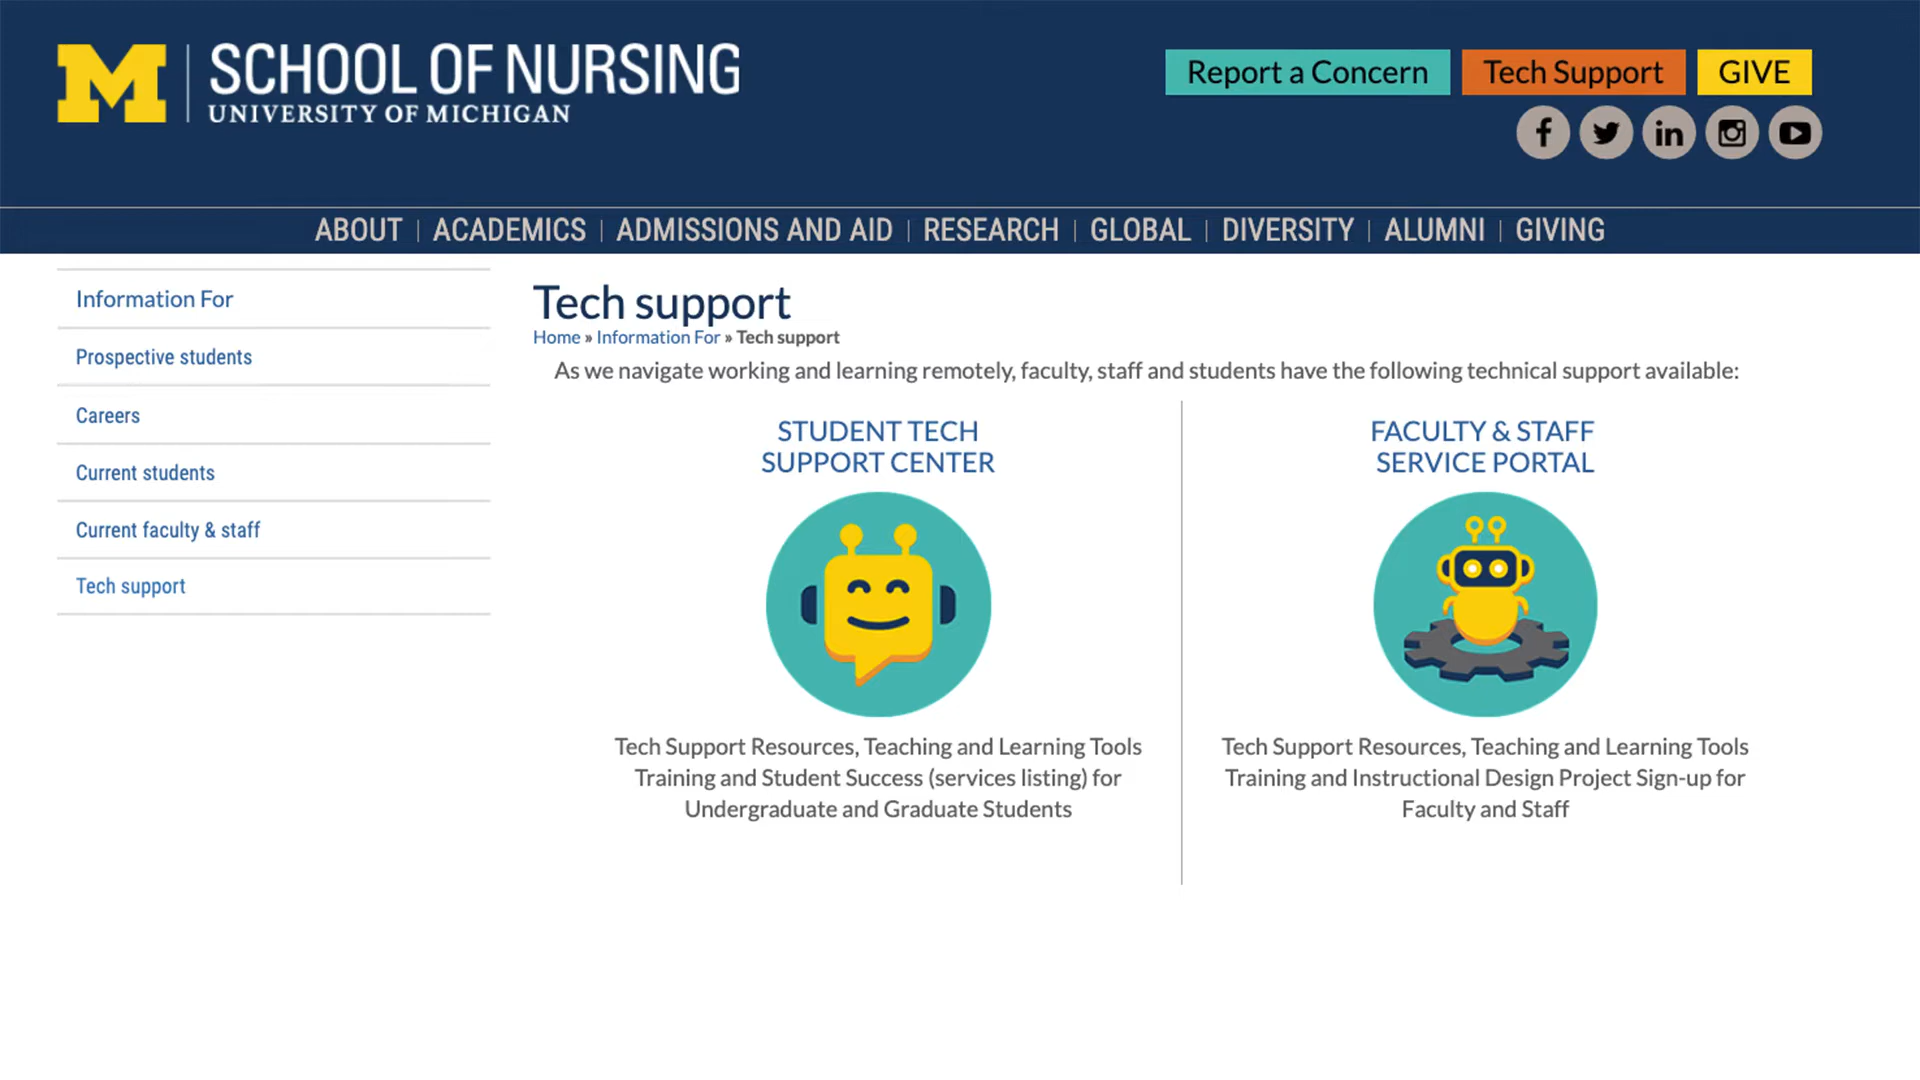 M SCHOOL OF NURSING
UNIVERSITY OF MICHIGAN
Report a Concern
Tech Support
GIVE
ABOUT | ACADEMICS | ADMISSIONS AND AID | RESEARCH | GLOBAL | DIVERSITY | ALUMNI | GIVING
Information For
Prospective students
Careers
Current students
Current faculty & staff
Tech support
Tech support
Home » Information For » Tech support
As we navigate working and learning remotely, faculty, staff and students have the following technical support available:
STUDENT TECH
SUPPORT CENTER
Tech Support Resources, Teaching and Learning Tools
Training and Student Success (services listing) for
Undergraduate and Graduate Students
FACULTY & STAFF
SERVICE PORTAL
Tech Support Resources, Teaching and Learning Tools
Training and Instructional Design Project Sign-up for
Faculty and Staff